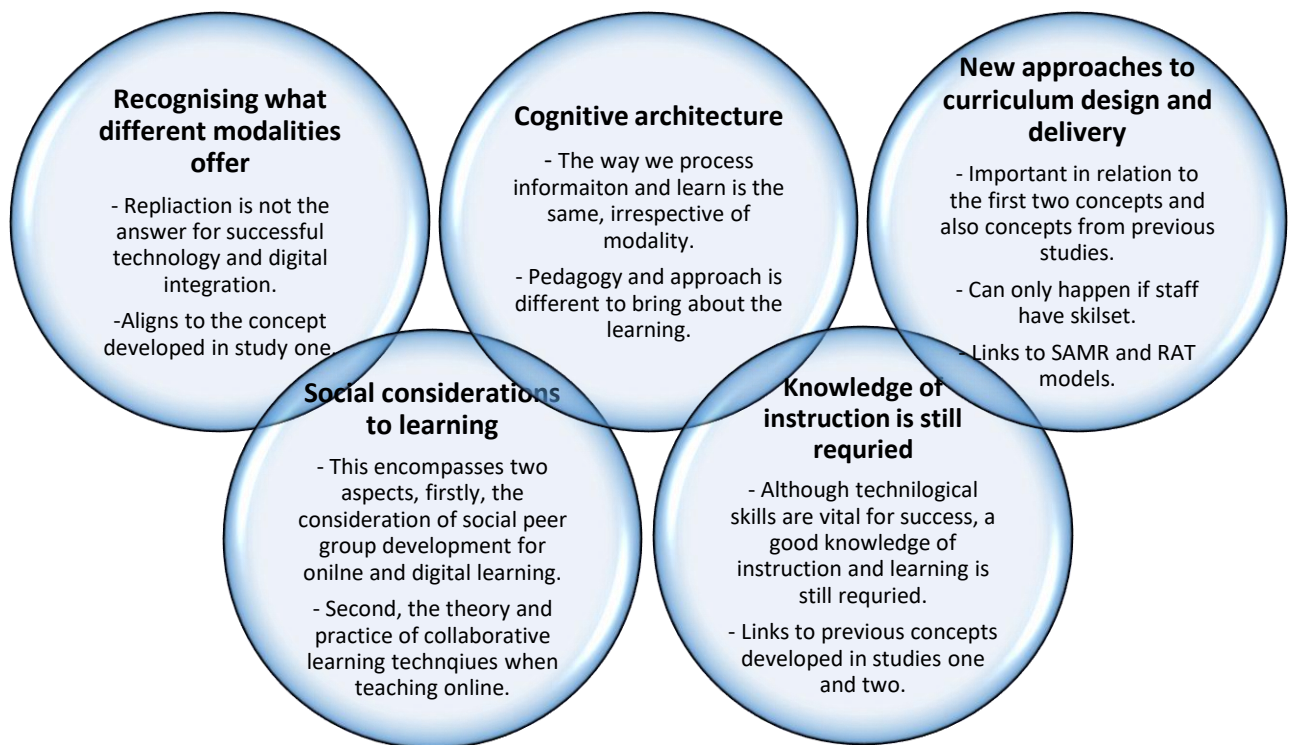 Recognising what
different modalities
offer
- Repliaction is not the
answer for successful
technology and digital
integration.
-Aligns to the concept
developed in study one.
Cognitive architecture
- The way we process
informaiton and learn is the
same, irrespective of
modality.
- Pedagogy and approach is
different to bring about the
learning.
New approaches to
curriculum design and
delivery
- Important in relation to
the first two concepts and
also concepts from previous
studies.
- Can only happen if staff
have skilset.
- Links to SAMR and RAT
models.
Social considerations
to learning
- This encompasses two
aspects, firstly, the
consideration of social peer
group development for
onilne and digital learning.
- Second, the theory and
practice of collaborative
learning technqiues when
teaching online.
Knowledge of
instruction is still
requried
- Although technilogical
skills are vital for success, a
good knowledge of
instruction and learning is
still requried.
- Links to previous concepts
developed in studies one
and two.